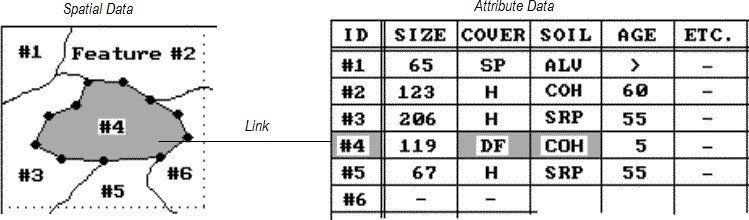 Spatial Data
Attribute Data
#1 Feature #2
#4
#3
#5
#6
Link
ID SIZE COVER SOIL AGE ETC.
#1 65 SP ALV > –
#2 123 H COH 60 –
#3 206 H SRP 55 –
#4 119 DF COH 5 –
#5 67 H SRP 55 –
#6 – –